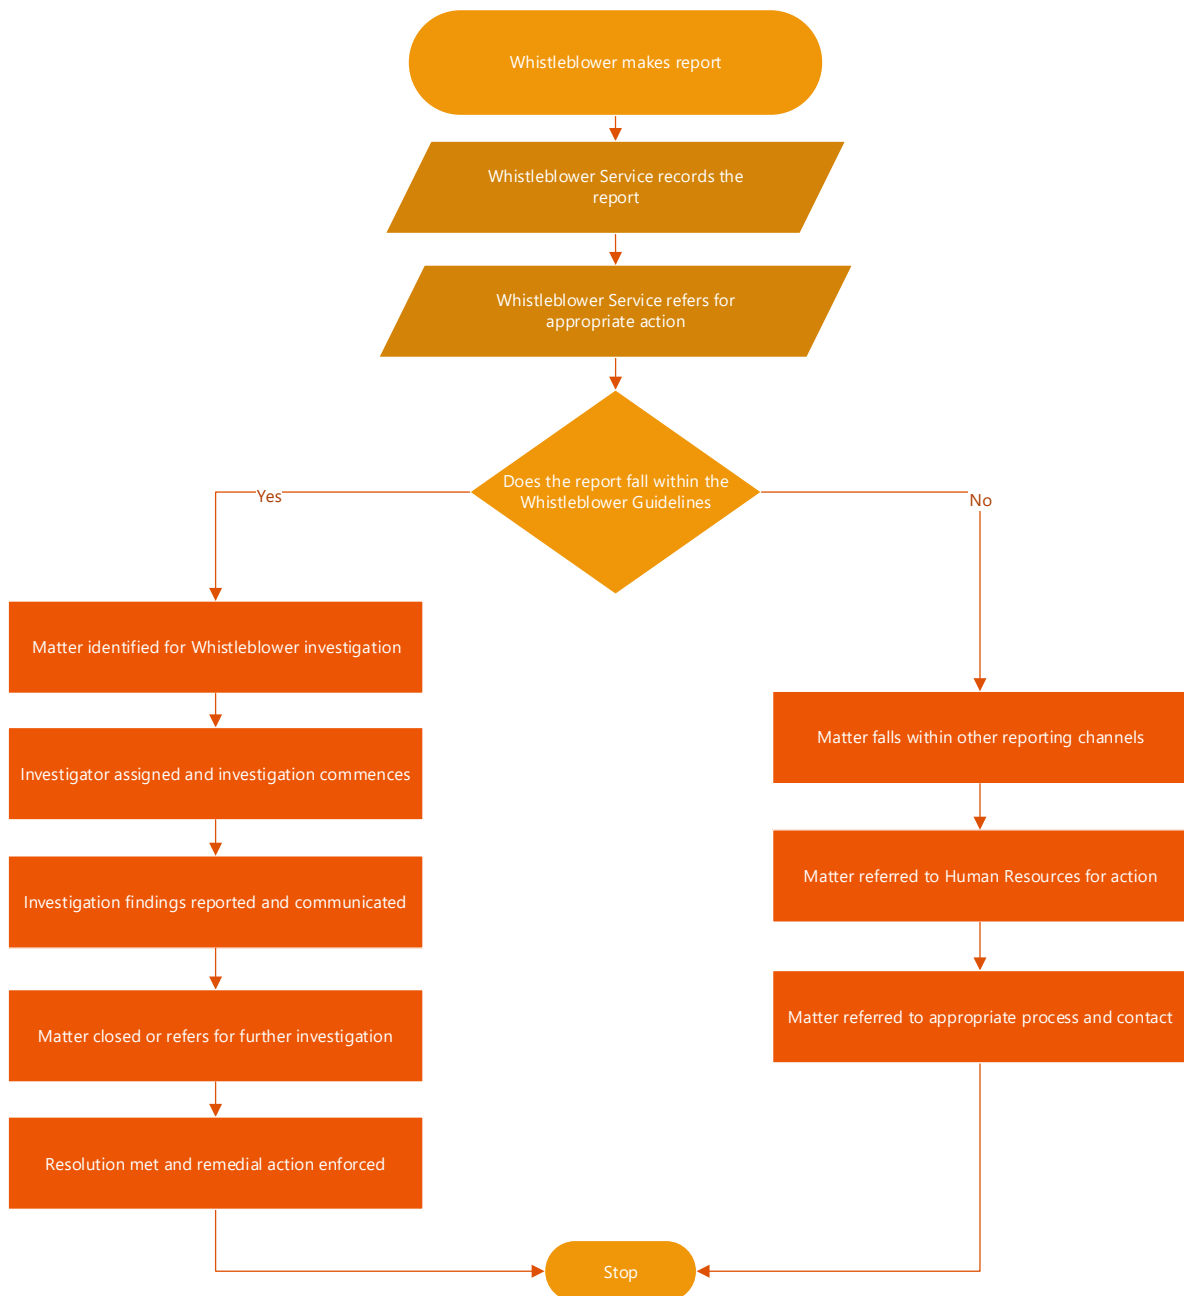 Whistleblower makes report
Whistleblower Service records the
report
Whistleblower Service refers for
appropriate action
Does the report fall within the
Whistleblower Guidelines
Yes
No
Matter identified for Whistleblower investigation
Investigator assigned and investigation commences
Investigation findings reported and communicated
Matter closed or refers for further investigation
Resolution met and remedial action enforced
Matter falls within other reporting channels
Matter referred to Human Resources for action
Matter referred to appropriate process and contact
Stop